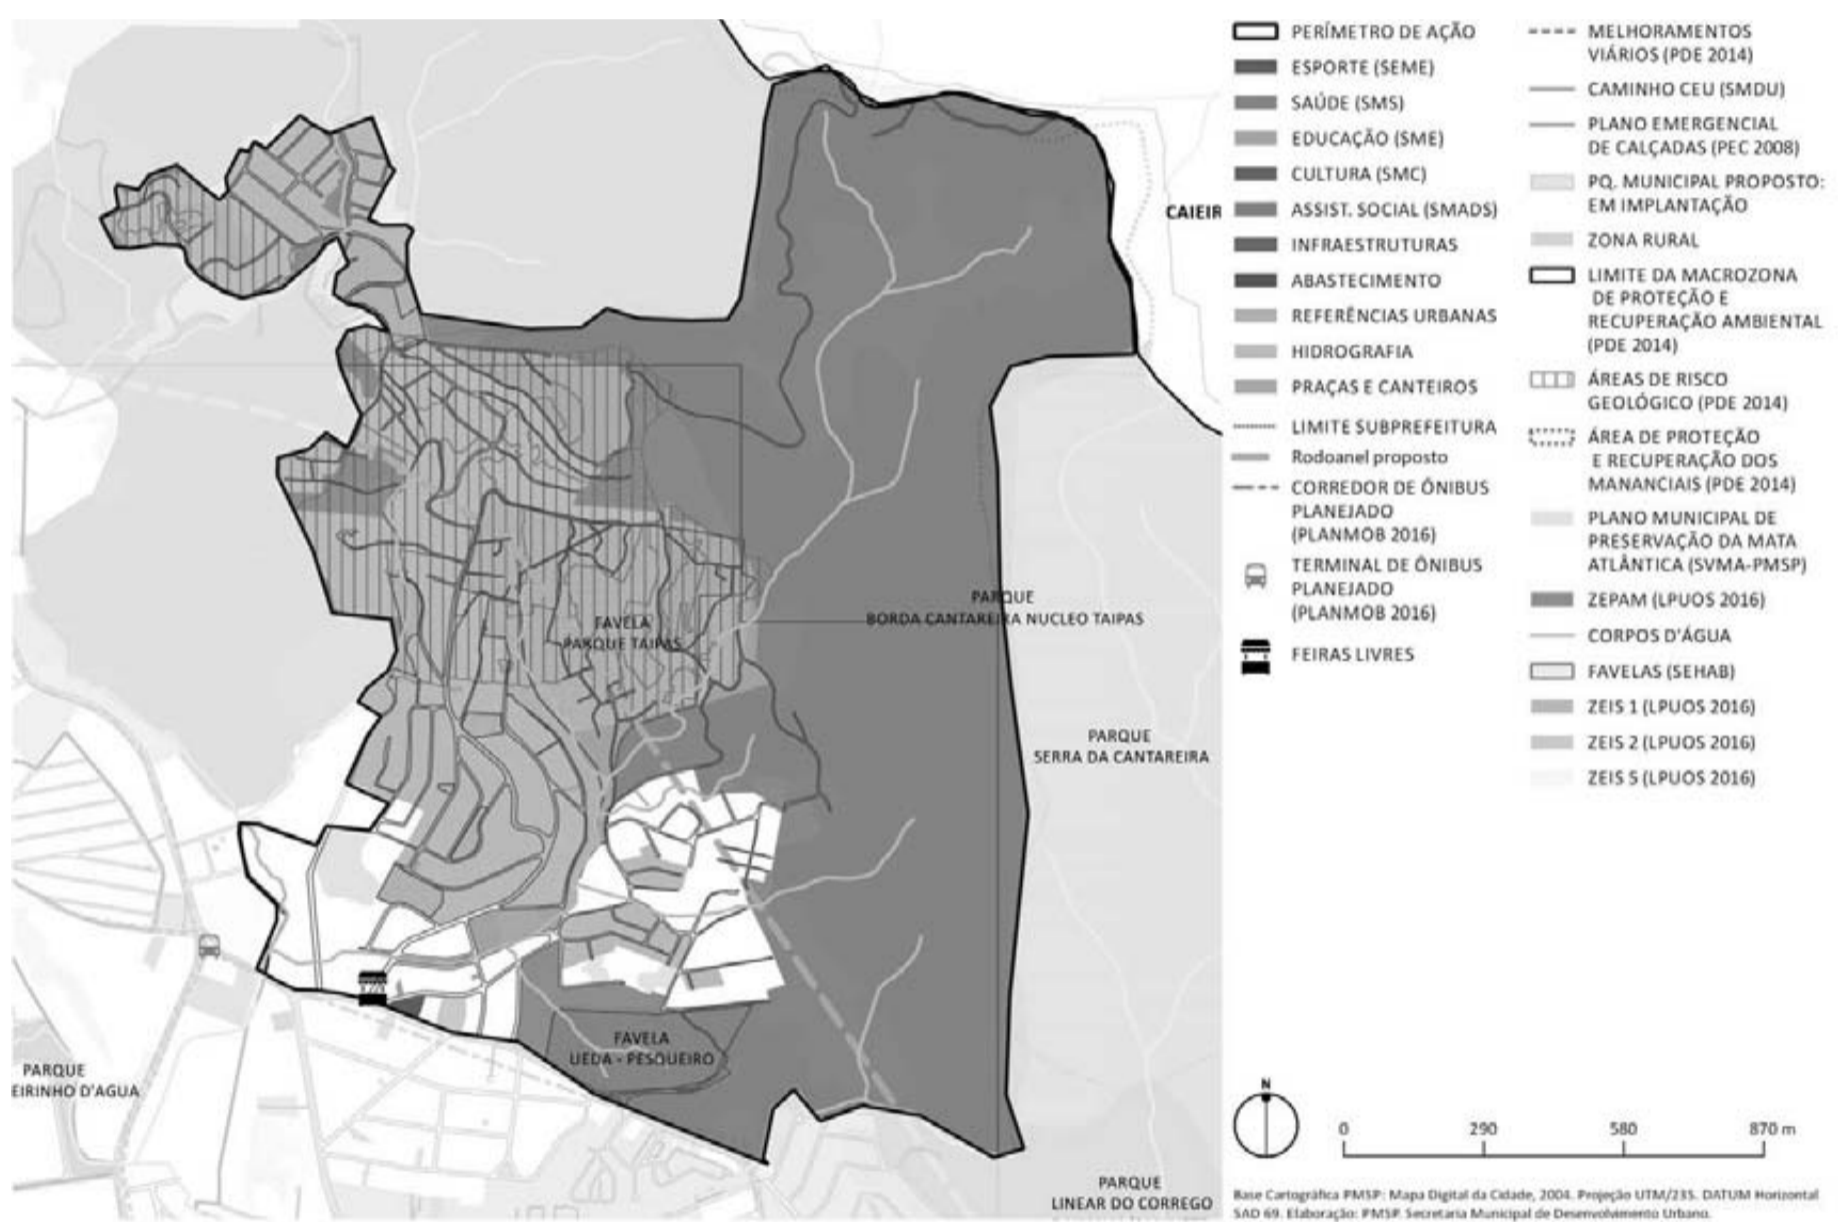 CAIEIR
FAVELA
PARQUE TAIPAS
PARQUE
BORDA CANTAREIRA NUCLEO TAIPAS
PARQUE
SERRA DA CANTAREIRA
FAVELA
UEDA - PESQUEIRO
PARQUE
EIRINHO D'AGUA
PARQUE
LINEAR DO CORREGO
PERÍMETRO DE AÇÃO
ESPORTE (SEME)
SAÚDE (SMS)
EDUCAÇÃO (SME)
CULTURA (SMC)
ASSIST. SOCIAL (SMADS)
INFRAESTRUTURAS
ABASTECIMENTO
REFERÊNCIAS URBANAS
HIDROGRAFIA
PRAÇAS E CANTEIROS
LIMITE SUBPREFEITURA
Rodoanel proposto
CORREDOR DE ÔNIBUS
PLANEJADO
(PLANMOB 2016)
TERMINAL DE ÔNIBUS
PLANEJADO
(PLANMOB 2016)
FEIRAS LIVRES
MELHORAMENTOS
VIÁRIOS (PDE 2014)
CAMINHO CEU (SMDU)
PLANO EMERGENCIAL
DE CALÇADAS (PEC 2008)
PQ. MUNICIPAL PROPOSTO:
EM IMPLANTAÇÃO
ZONA RURAL
LIMITE DA MACROZONA
DE PROTEÇÃO E
RECUPERAÇÃO AMBIENTAL
(PDE 2014)
ÁREAS DE RISCO
GEOLÓGICO (PDE 2014)
ÁREA DE PROTEÇÃO
E RECUPERAÇÃO DOS
MANANCIAIS (PDE 2014)
PLANO MUNICIPAL DE
PRESERVAÇÃO DA MATA
ATLÂNTICA (SVMA-PMSP)
ZEPAM (LPUOS 2016)
CORPOS D'ÁGUA
FAVELAS (SEHAB)
ZEIS 1 (LPUOS 2016)
ZEIS 2 (LPUOS 2016)
ZEIS 5 (LPUOS 2016)
N
0 290 580 870 m
Base Cartográfica PMSP: Mapa Digital da Cidade, 2004. Projeção UTM/23S. DATUM Horizontal
SAD 69. Elaboração: PMSP. Secretaria Municipal de Desenvolvimento Urbano.